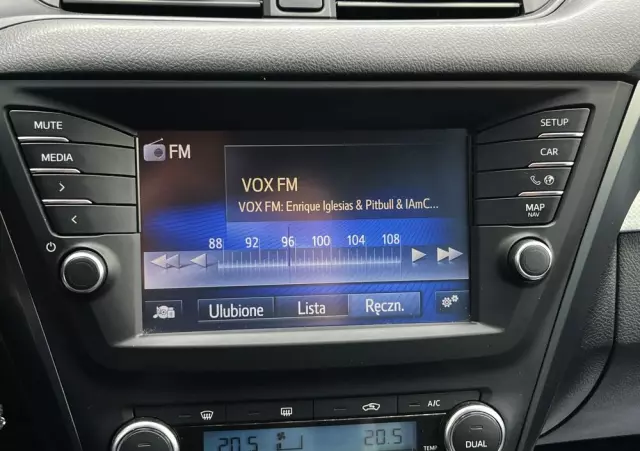 MUTE
MEDIA
SETUP
CAR
MAP
NAV
FM
VOX FM
VOX FM: Enrique Iglesias & Pitbull & IAmC...
88 92 96 100 104 108
Ulubione
Lista
Ręczn.
A/C
20.5
20.5
TEMP
DUAL